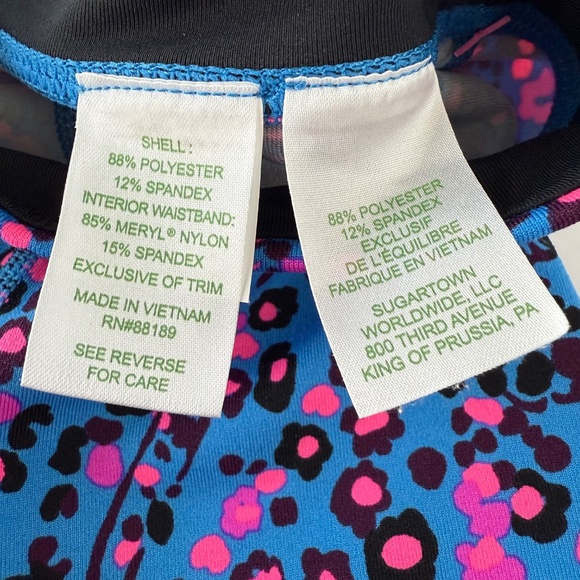 SHELL:
88% POLYESTER
12% SPANDEX
INTERIOR WAISTBAND:
85% MERYL® NYLON
15% SPANDEX
EXCLUSIVE OF TRIM
MADE IN VIETNAM
RN#88189
SEE REVERSE
FOR CARE
88% POLYESTER
12% SPANDEX
EXCLUSIF
DE L'ÉQUILIBRE
FABRIQUE EN VIETNAM
SUGARTOWN
WORLDWIDE, LLC
800 THIRD AVENUE
KING OF PRUSSIA, PA